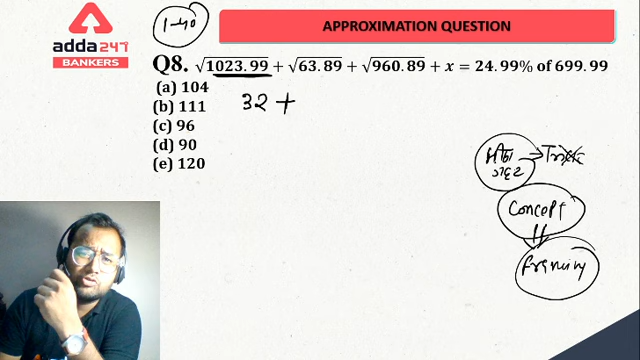 1-40
adda247
BANKERS
APPROXIMATION QUESTION
Q8. √1023.99 + √63.89 + √960.89 + x = 24.99% of 699.99
(a) 104
(b) 111
(c) 96
(d) 90
(e) 120
32 +
Concept